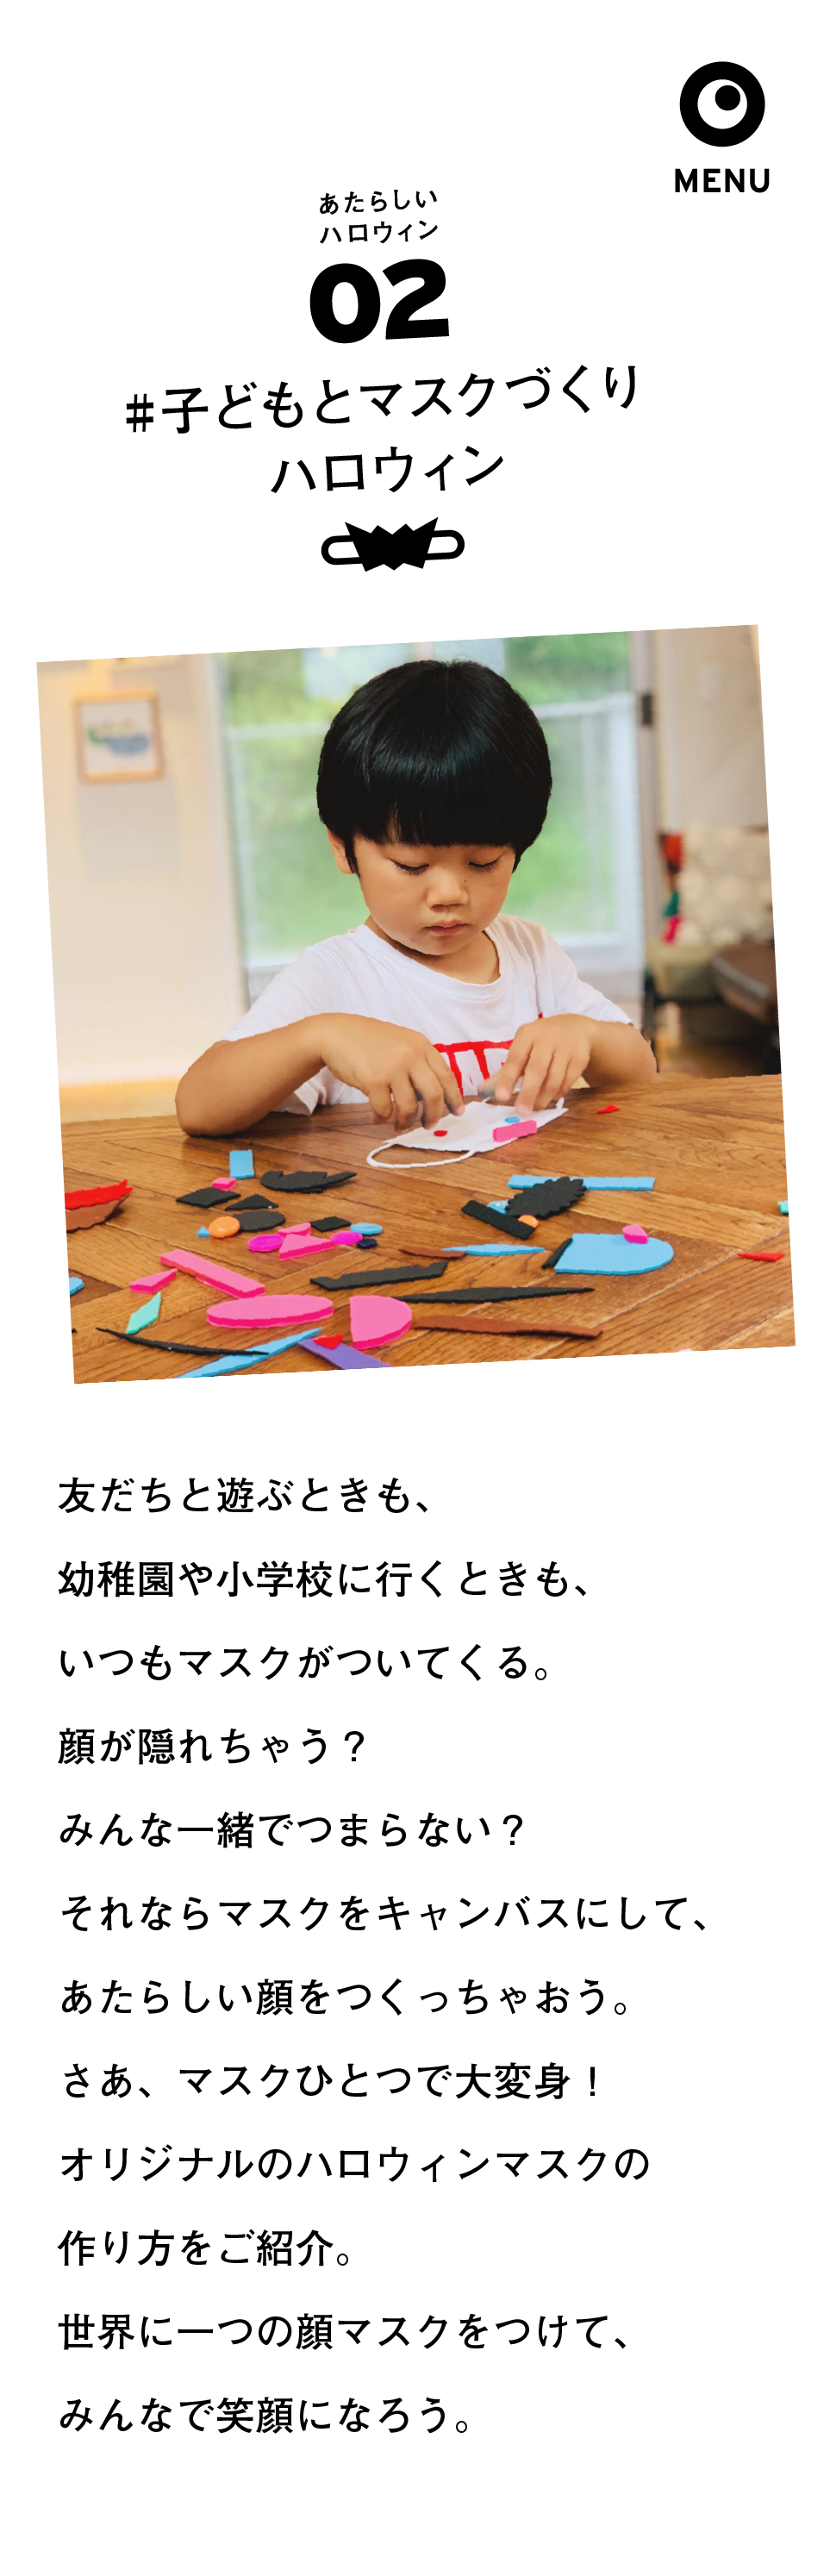 MENU
あたらしい
ハロウィン
02
#子どもとマスクづくり
ハロウィン
友だちと遊ぶときも、
幼稚園や小学校に行くときも、
いつもマスクがついてくる。
顔が隠れちゃう？
みんな一緒でつまらない？
それならマスクをキャンバスにして、
あたらしい顔をつくっちゃおう。
さあ、マスクひとつで大変身！
オリジナルのハロウィンマスクの
作り方をご紹介。
世界に一つの顔マスクをつけて、
みんなで笑顔になろう。